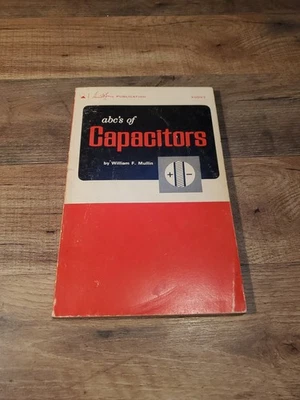 abc's of
Capacitors
by William F. Mullin
+ −